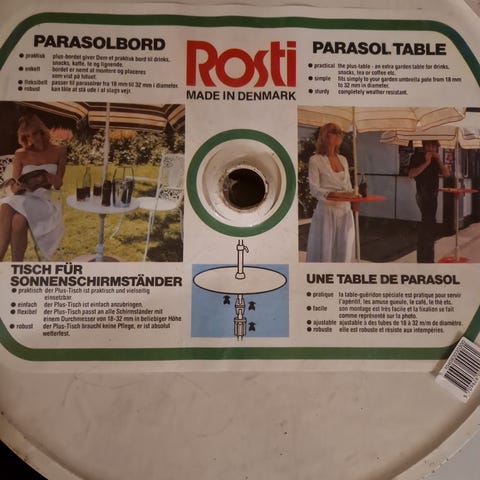 PARASOLBORD
● praktisk plus-bordet giver Dem et praktisk bord til drinks, snacks, kaffe, te og lignende.
● enkelt bordet er nemt at montere og placeres som vist på fotoet.
● fleksibelt passer til parasolrør fra 18 mm til 32 mm i diameter.
● robust kan tåle at stå ude i al slags vejr.
Rosti
MADE IN DENMARK
PARASOL TABLE
● practical the plus-table - an extra garden table for drinks, snacks, tea or coffee etc.
● simple fits simply to your garden umbrella pole from 18 mm to 32 mm in diameter.
● sturdy completely weather resistant.
TISCH FÜR
SONNENSCHIRMSTÄNDER
● praktisch der Plus-Tisch ist praktisch und vielseitig einsetzbar.
● einfach der Plus-Tisch ist einfach anzubringen.
● flexibel der Plus-Tisch passt an alle Schirmständer mit einem Durchmesser von 18-32 mm in beliebiger Höhe
● robust der Plus-Tisch braucht keine Pflege, er ist absolut wetterfest.
UNE TABLE DE PARASOL
● pratique la table-guéridon spéciale est pratique pour servir l'apéritif, les amuse gueule, le café, le thé etc.
● facile son montage est très facile et la fixation se fait comme représenté sur la photo.
● ajustable ajustable à des tubes de 18 à 32 m/m de diamètre.
● robuste elle est robuste et résiste aux intempéries.